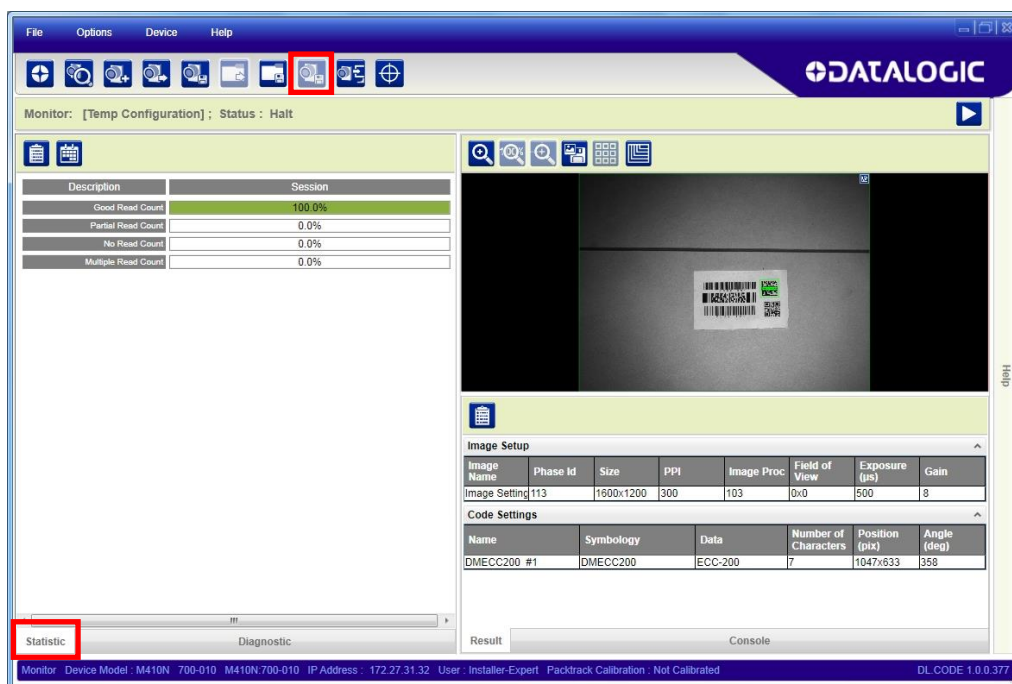 File Options Device Help
DATALOGIC
Monitor: [Temp Configuration] ; Status : Halt
Description Session
Good Read Count 100.0%
Partial Read Count 0.0%
No Read Count 0.0%
Multiple Read Count 0.0%
Image Setup
Image Name Phase Id Size PPI Image Proc Field of View Exposure (µs) Gain
Image Setting 113 1600x1200 300 103 0x0 500 8
Code Settings
Name Symbology Data Number of Characters Position (pix) Angle (deg)
DMECC200 #1 DMECC200 ECC-200 7 1047x633 358
Statistic Diagnostic
Result Console
Help
Monitor Device Model : M410N 700-010 M410N:700-010 IP Address : 172.27.31.32 User : Installer-Expert Packtrack Calibration : Not Calibrated DL.CODE 1.0.0.377